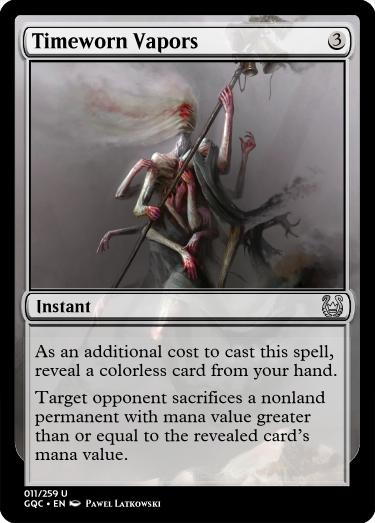 Timeworn Vapors 3
Instant
As an additional cost to cast this spell,
reveal a colorless card from your hand.
Target opponent sacrifices a nonland
permanent with mana value greater
than or equal to the revealed card's
mana value.
011/259 U
GQC • EN Pawel Latkowski